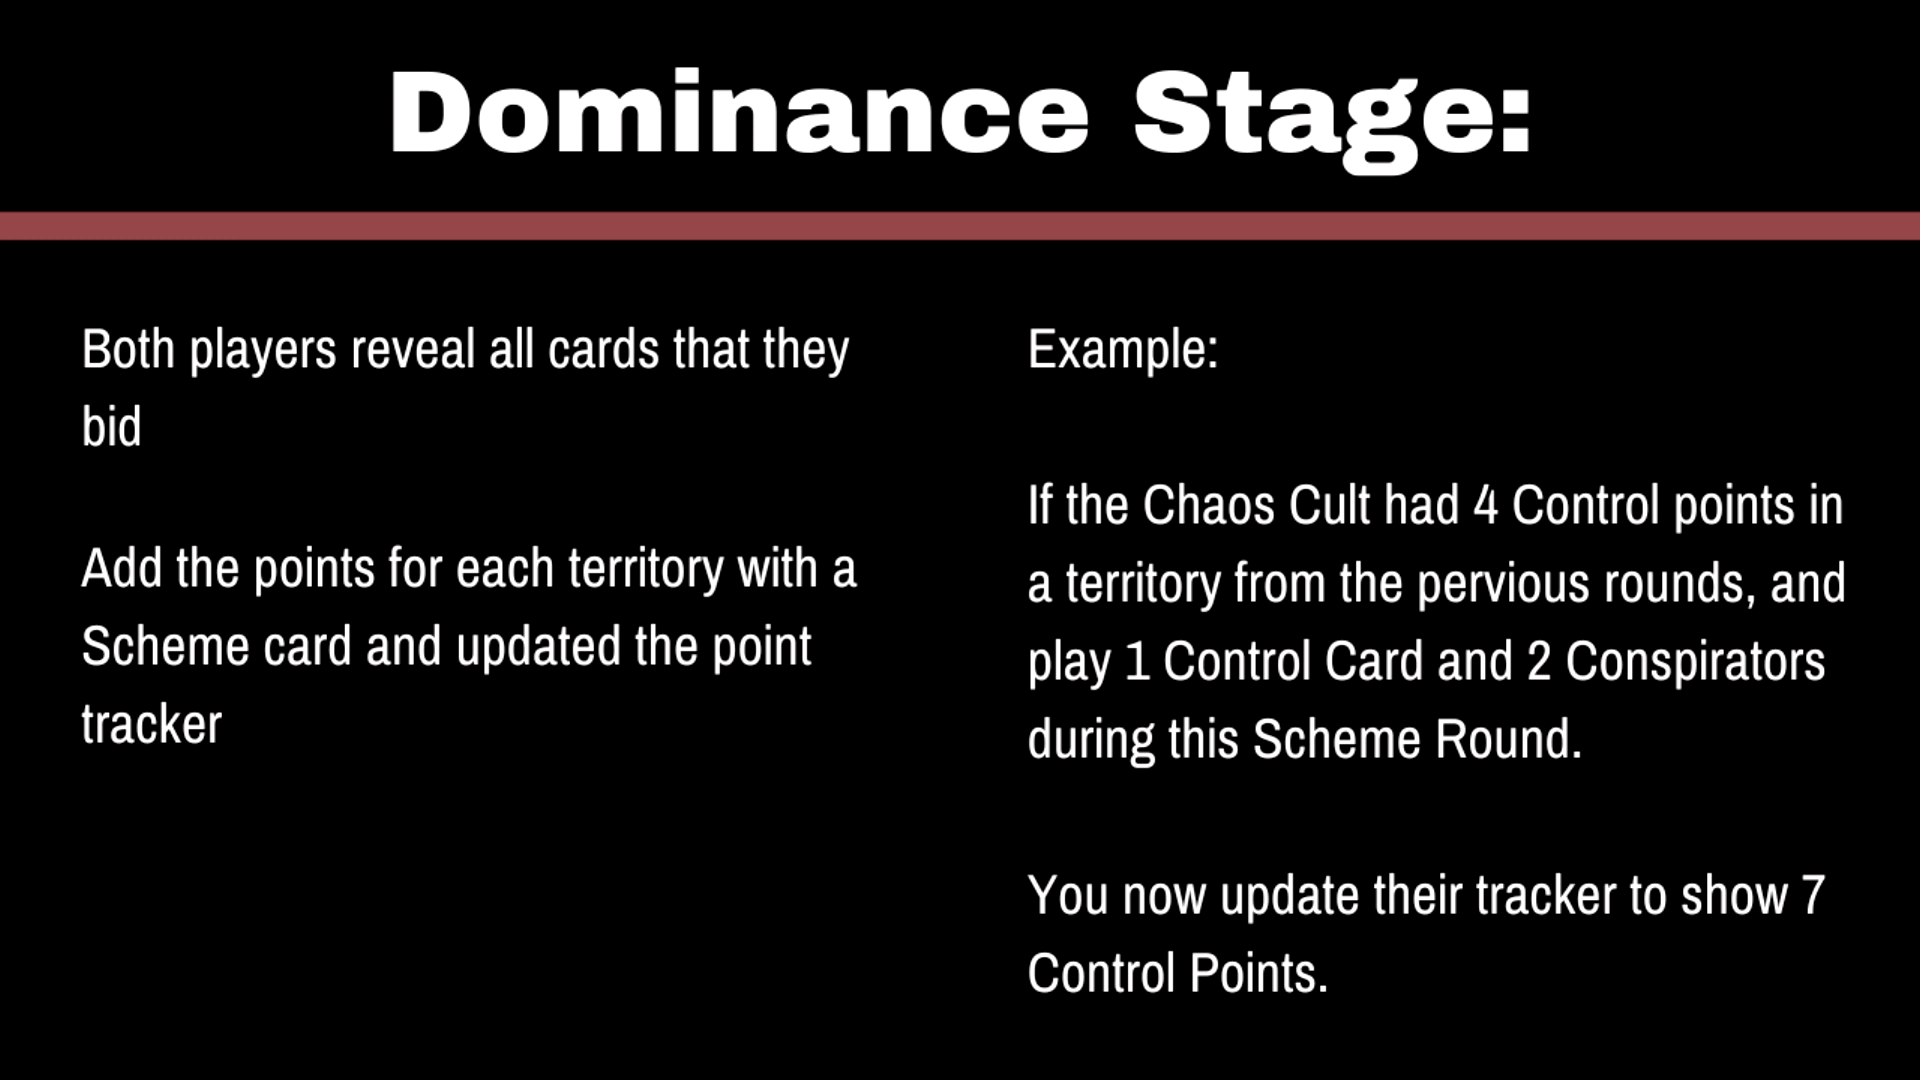 Dominance Stage:
Both players reveal all cards that they
bid
Add the points for each territory with a
Scheme card and updated the point
tracker
Example:
If the Chaos Cult had 4 Control points in
a territory from the pervious rounds, and
play 1 Control Card and 2 Conspirators
during this Scheme Round.
You now update their tracker to show 7
Control Points.